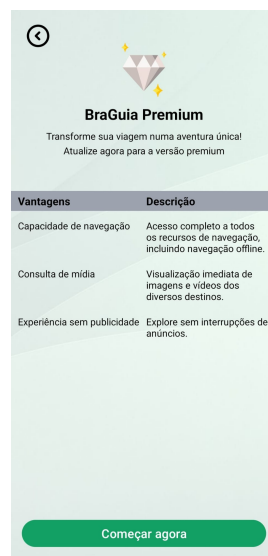 BraGuia Premium
Transforme sua viagem numa aventura única!
Atualize agora para a versão premium
Vantagens Descrição
Capacidade de navegação Acesso completo a todos
os recursos de navegação,
incluindo navegação offline.
Consulta de mídia Visualização imediata de
imagens e vídeos dos
diversos destinos.
Experiência sem publicidade Explore sem interrupções de
anúncios.
Começar agora